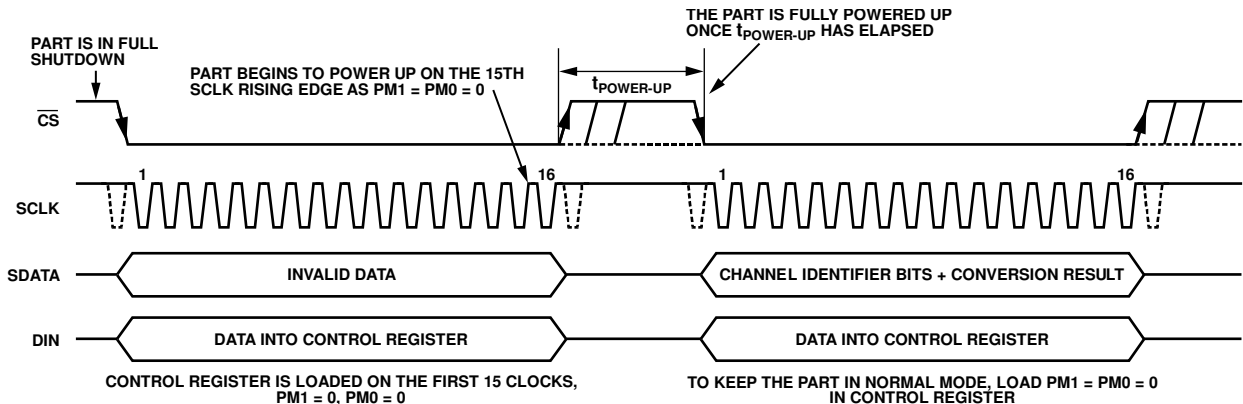 PART IS IN FULL
SHUTDOWN
PART BEGINS TO POWER UP ON THE 15TH
SCLK RISING EDGE AS PM1 = PM0 = 0
tPOWER-UP
THE PART IS FULLY POWERED UP
ONCE tPOWER-UP HAS ELAPSED
CS
SCLK
1
16
1
16
SDATA
INVALID DATA
CHANNEL IDENTIFIER BITS + CONVERSION RESULT
DIN
DATA INTO CONTROL REGISTER
DATA INTO CONTROL REGISTER
CONTROL REGISTER IS LOADED ON THE FIRST 15 CLOCKS,
PM1 = 0, PM0 = 0
TO KEEP THE PART IN NORMAL MODE, LOAD PM1 = PM0 = 0
IN CONTROL REGISTER